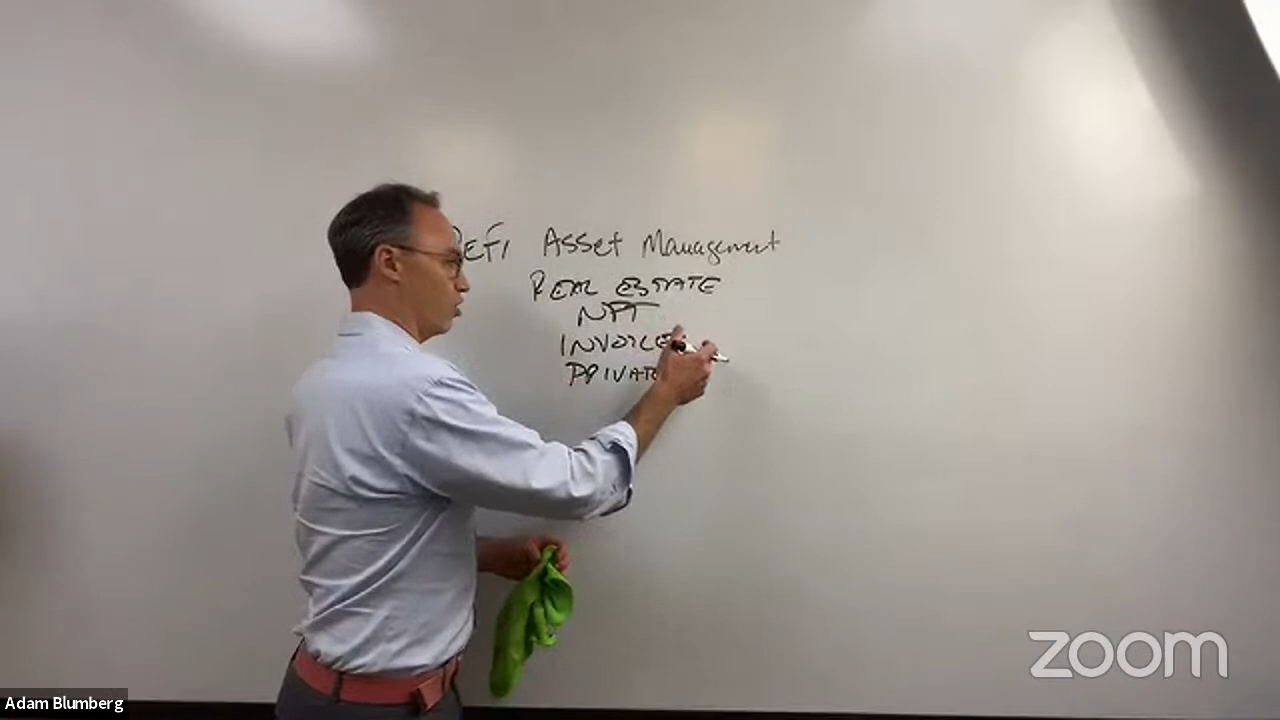 DEFI Asset Management
REAL ESTATE
NFT
INVOICE
PRIVATE
zoom
Adam Blumberg